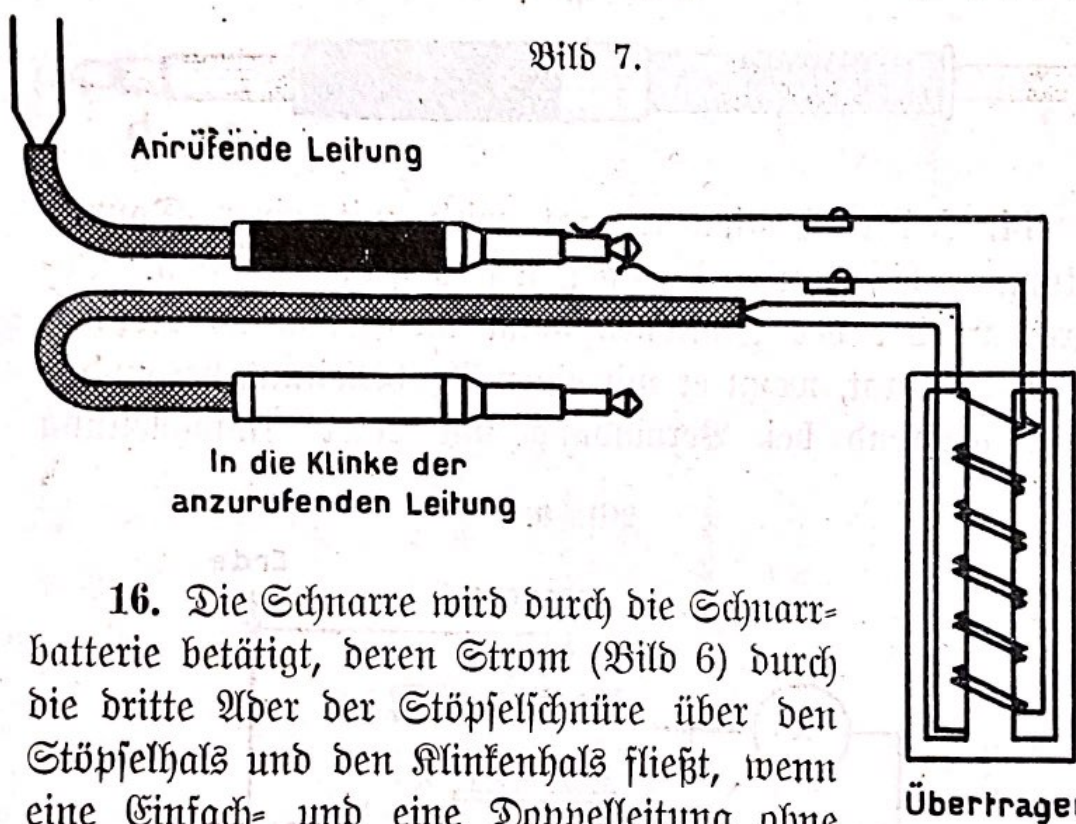 Bild 7.
Anrufende Leitung
In die Klinke der
anzurufenden Leitung
16. Die Schnarre wird durch die Schnarr=
batterie betätigt, deren Strom (Bild 6) durch
die dritte Ader der Stöpselschnüre über den
Stöpselhals und den Klinkenhals fließt, wenn
eine Einfach= und eine Doppelleitung ohne
Übertrager